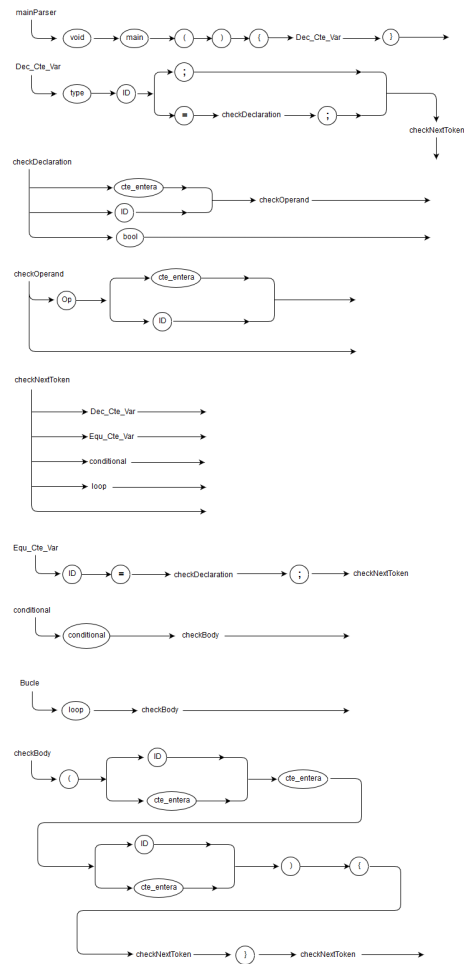 mainParser
void main ( ) { Dec_Cte_Var }
Dec_Cte_Var
;
type ID
= checkDeclaration ;
checkNextToken
checkDeclaration
cte_entera
checkOperand
ID
bool
checkOperand
cte_entera
Op
ID
checkNextToken
Dec_Cte_Var
Equ_Cte_Var
conditional
loop
Equ_Cte_Var
ID = checkDeclaration ; checkNextToken
conditional
conditional checkBody
Bucle
loop checkBody
checkBody
ID
( cte_entera
cte_entera
ID
) {
cte_entera
checkNextToken } checkNextToken